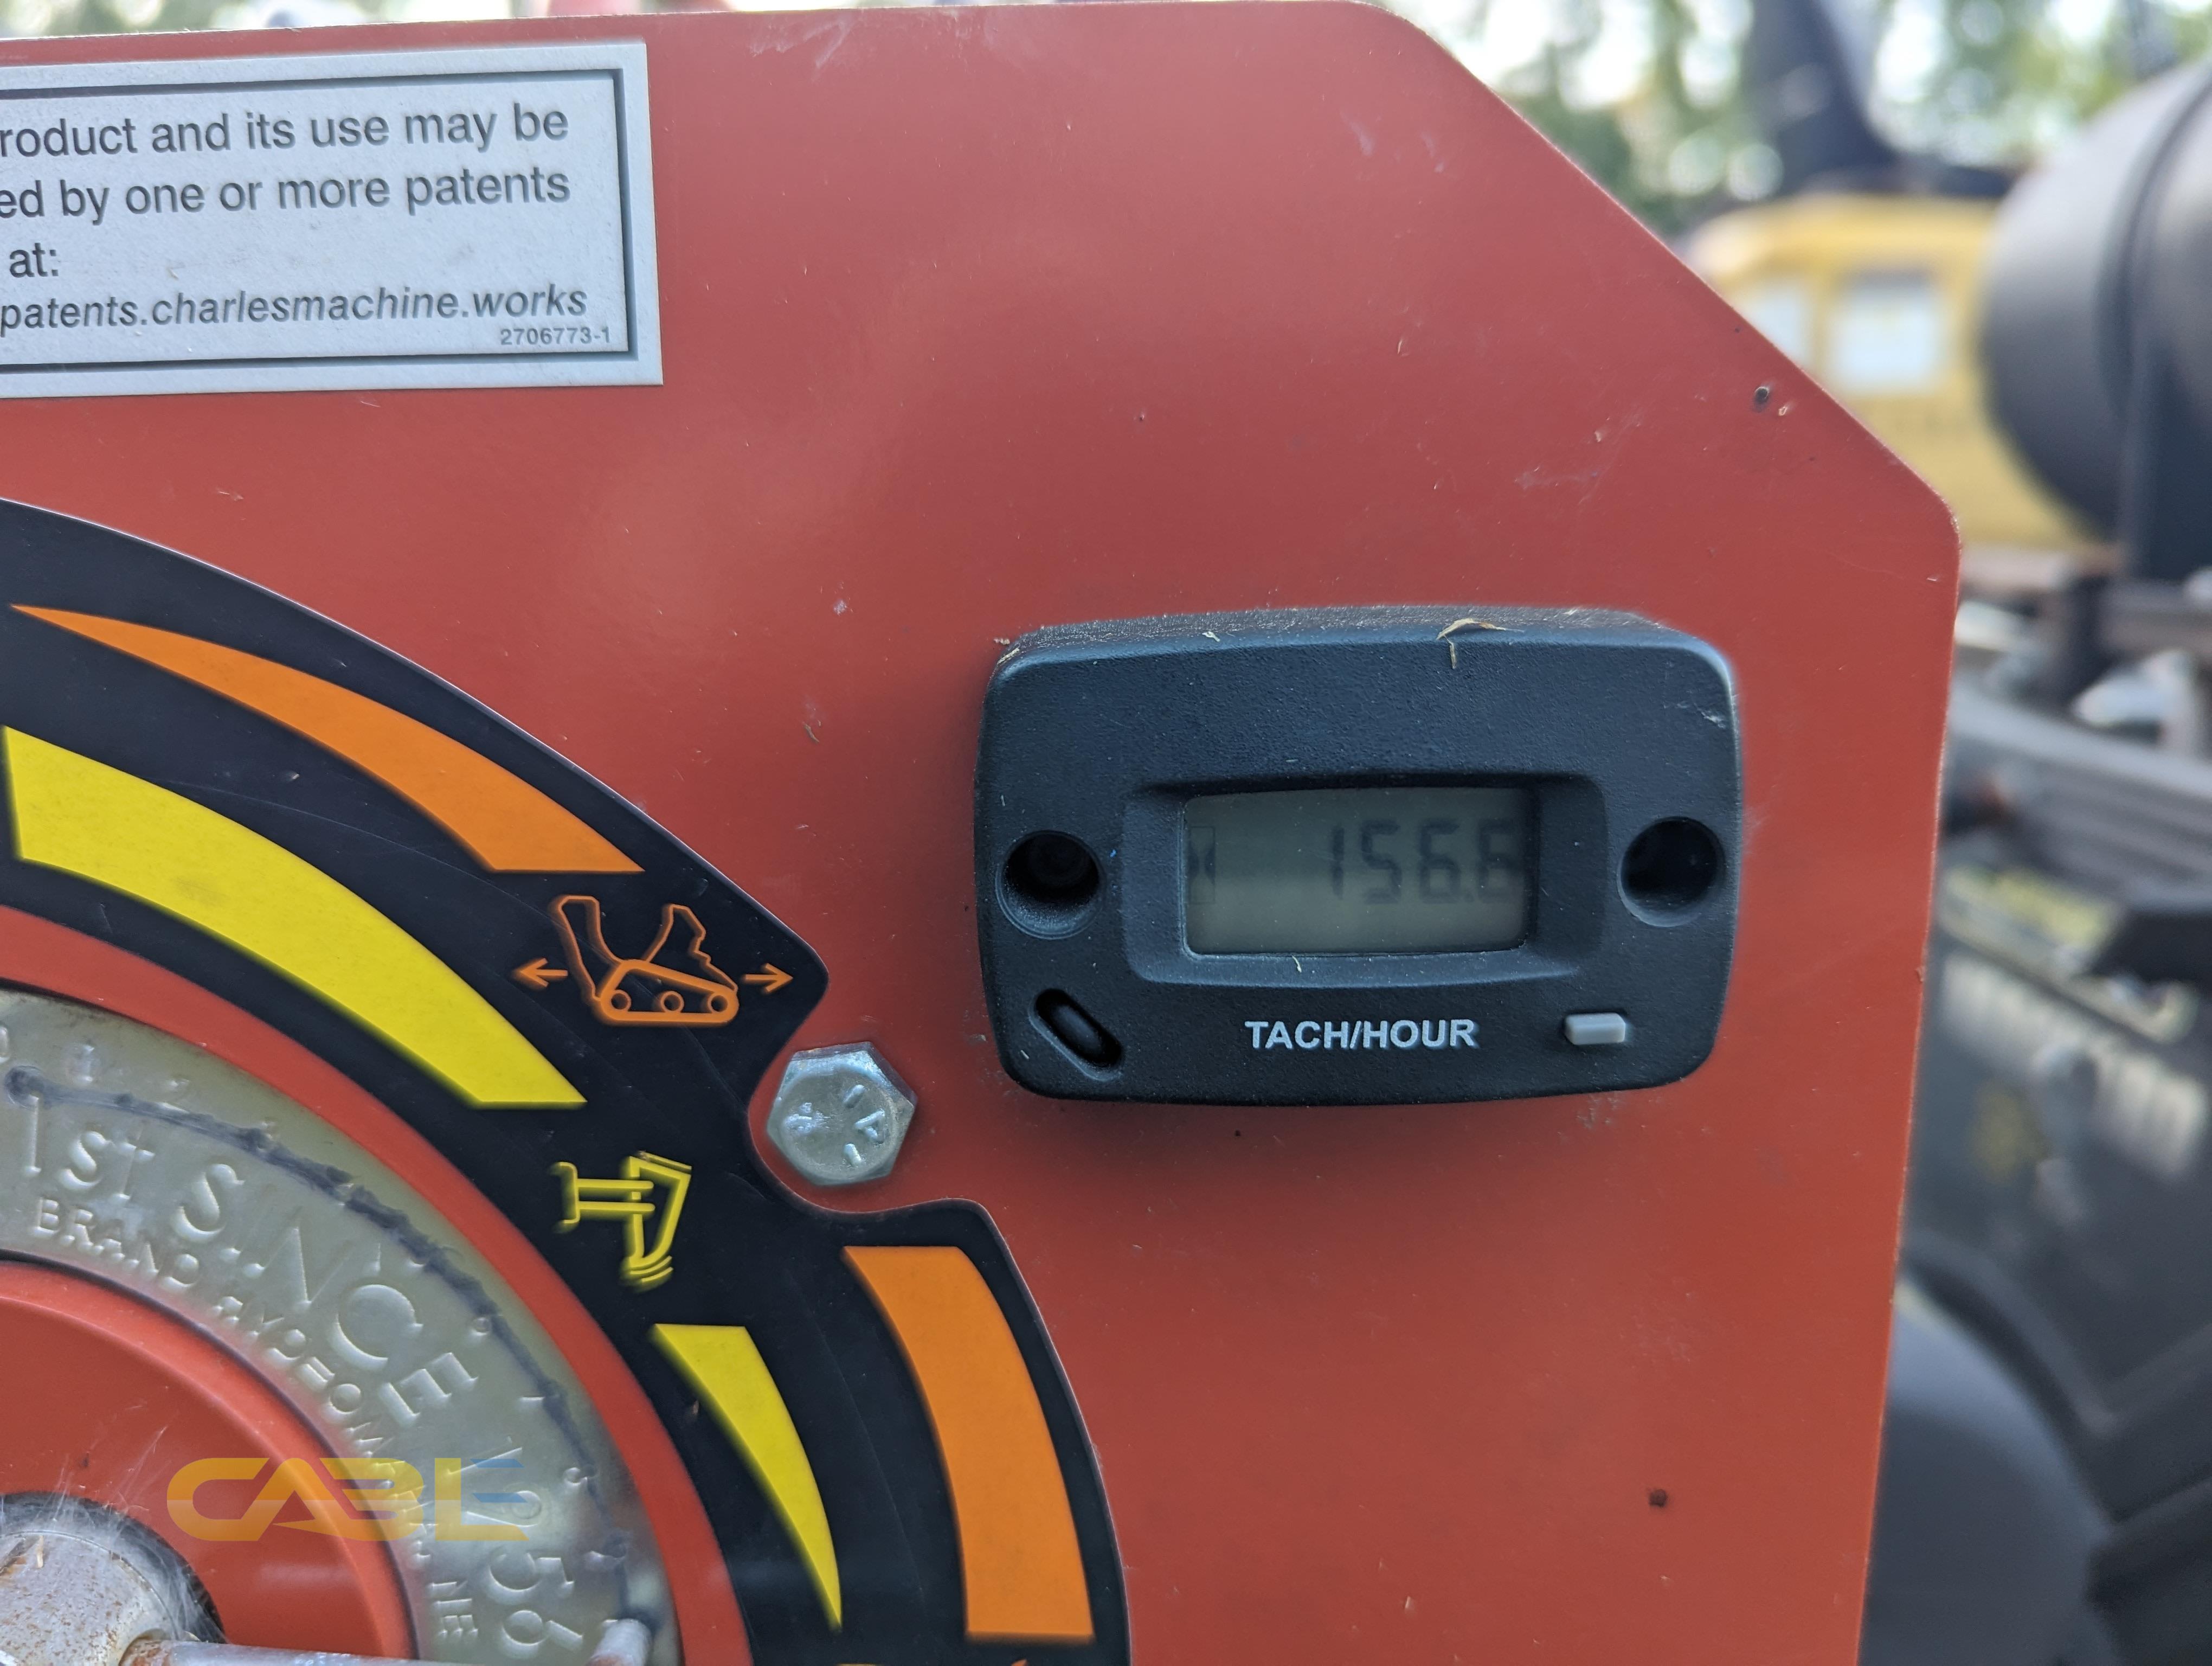 roduct and its use may be
ed by one or more patents
at:
patents.charlesmachine.works
2706773-1
156.6
TACH/HOUR
1ST SINCE 1956
CABLE